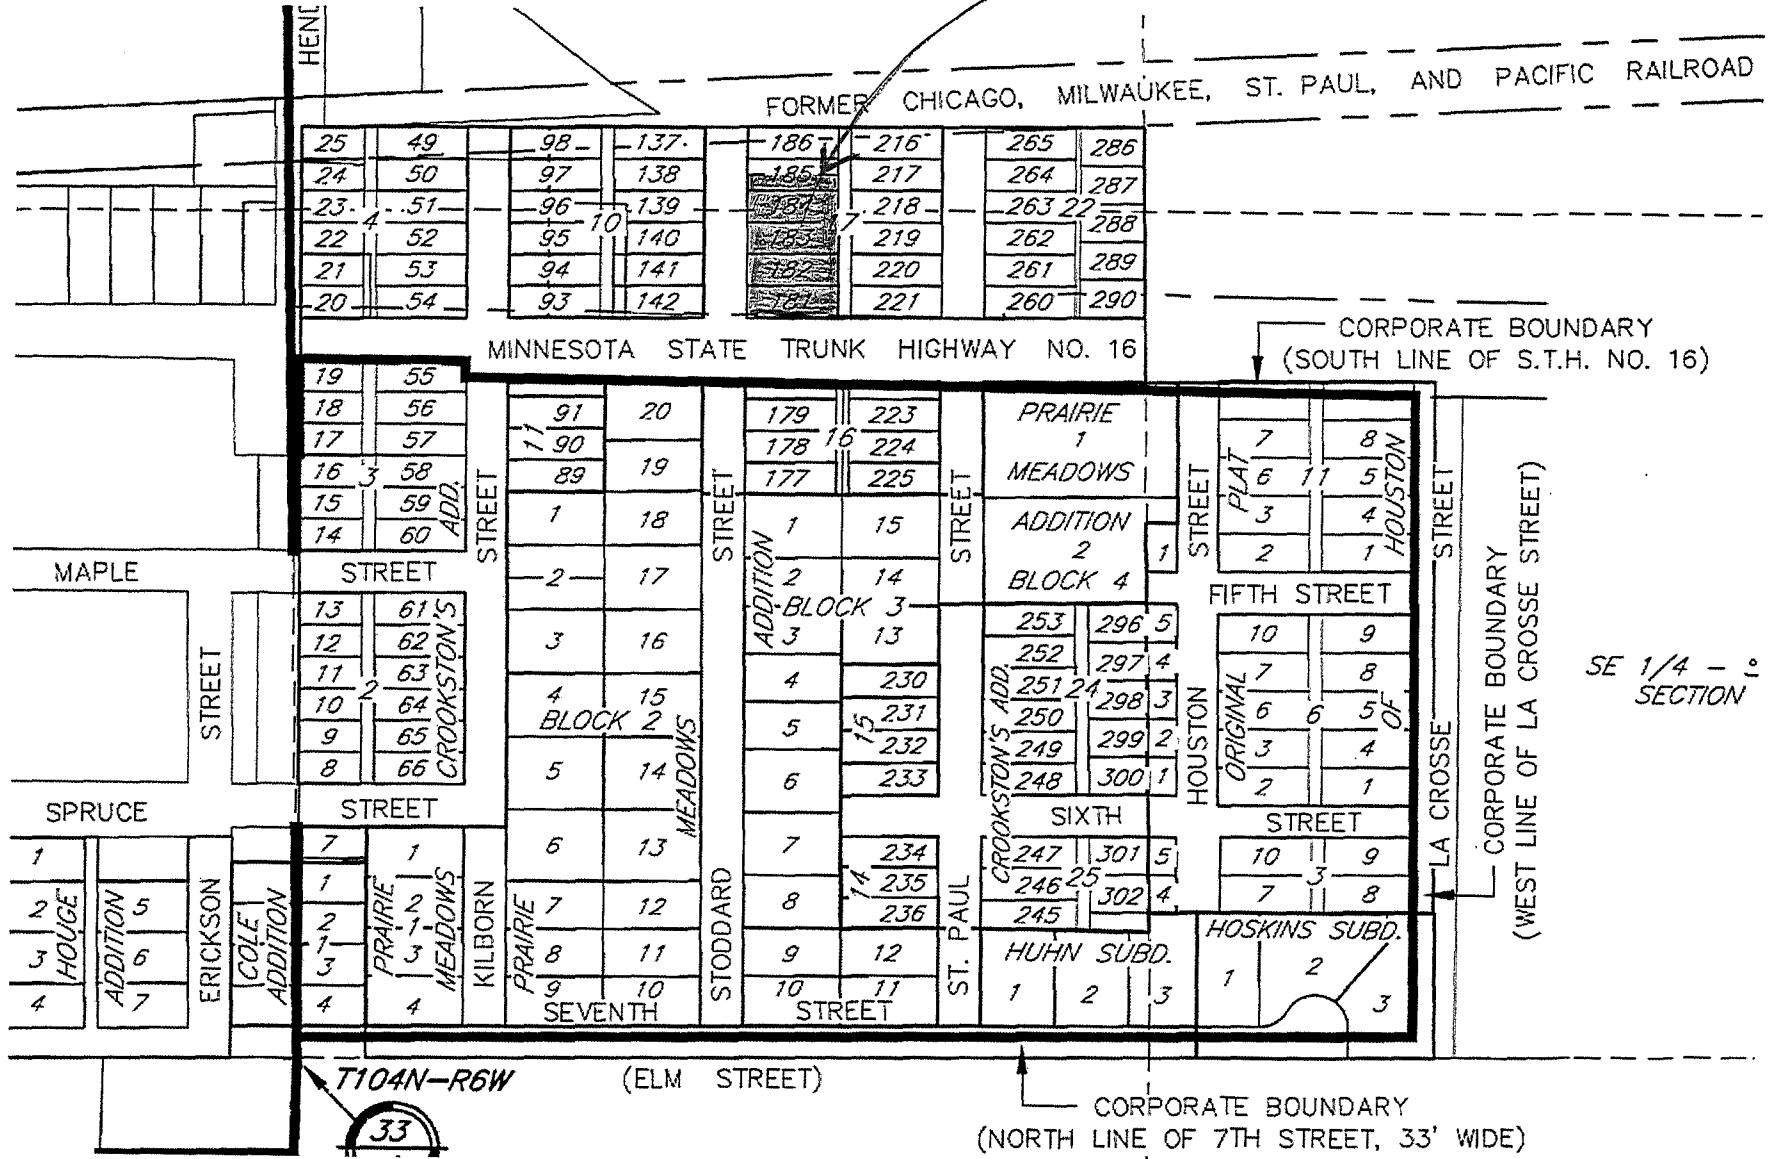 HEND
FORMER CHICAGO, MILWAUKEE, ST. PAUL, AND PACIFIC RAILROAD
25 49 98 137 186 216 265 286
24 50 97 138 185 217 264 287
23 4 51 96 10 139 184 7 218 263 22 288
22 52 95 140 183 219 262
21 53 94 141 182 220 261 289
20 54 93 142 181 221 260 290
MINNESOTA STATE TRUNK HIGHWAY NO. 16
CORPORATE BOUNDARY
(SOUTH LINE OF S.T.H. NO. 16)
19 55
18 56 91 20 179 223 PRAIRIE
17 57 11 90 178 16 224 1 7 8
16 3 58 89 19 177 225 MEADOWS 6 11 5
15 59 1 18 1 15 ADDITION 3 4
14 60 2 1 2 1
ADD.
STREET
STREET
ADDITION
STREET
STREET
PLAT
HOUSTON
STREET
MAPLE STREET
2 17 2 14 BLOCK 4
BLOCK 3
FIFTH STREET
13 61 3 13 253 296 5 10 9
12 62 3 16 252 297 4
11 63 4 230 251 24 298 3 7 8
10 2 64 4 15 231 250 6 6 5
BLOCK 2
9 65 5 15 232 249 299 2 3 4
8 66 5 14 6 233 248 300 1 2 1
STREET
CROOKSTON'S
MEADOWS
CROOKSTON'S ADD.
HOUSTON
ORIGINAL
OF
LA CROSSE
CORPORATE BOUNDARY
(WEST LINE OF LA CROSSE STREET)
SE 1/4 -
SECTION
SPRUCE STREET
SIXTH STREET
1 7 1 6 13 7 234 247 301 5 10 9
2 5 1 2 7 12 8 14 235 246 25 302 4 7 3 8
3 6 2 1 1 236 245
4 7 3 3 8 11 9 12
4 4 9 10 10 11
HOUGE
ADDITION
ERICKSON
COLE
ADDITION
PRAIRIE
MEADOWS
KILBORN
PRAIRIE
STODDARD
ST. PAUL
HUHN SUBD.
1 2 3
HOSKINS SUBD.
1 2 3
SEVENTH STREET
T104N-R6W
(ELM STREET)
33
CORPORATE BOUNDARY
(NORTH LINE OF 7TH STREET, 33' WIDE)